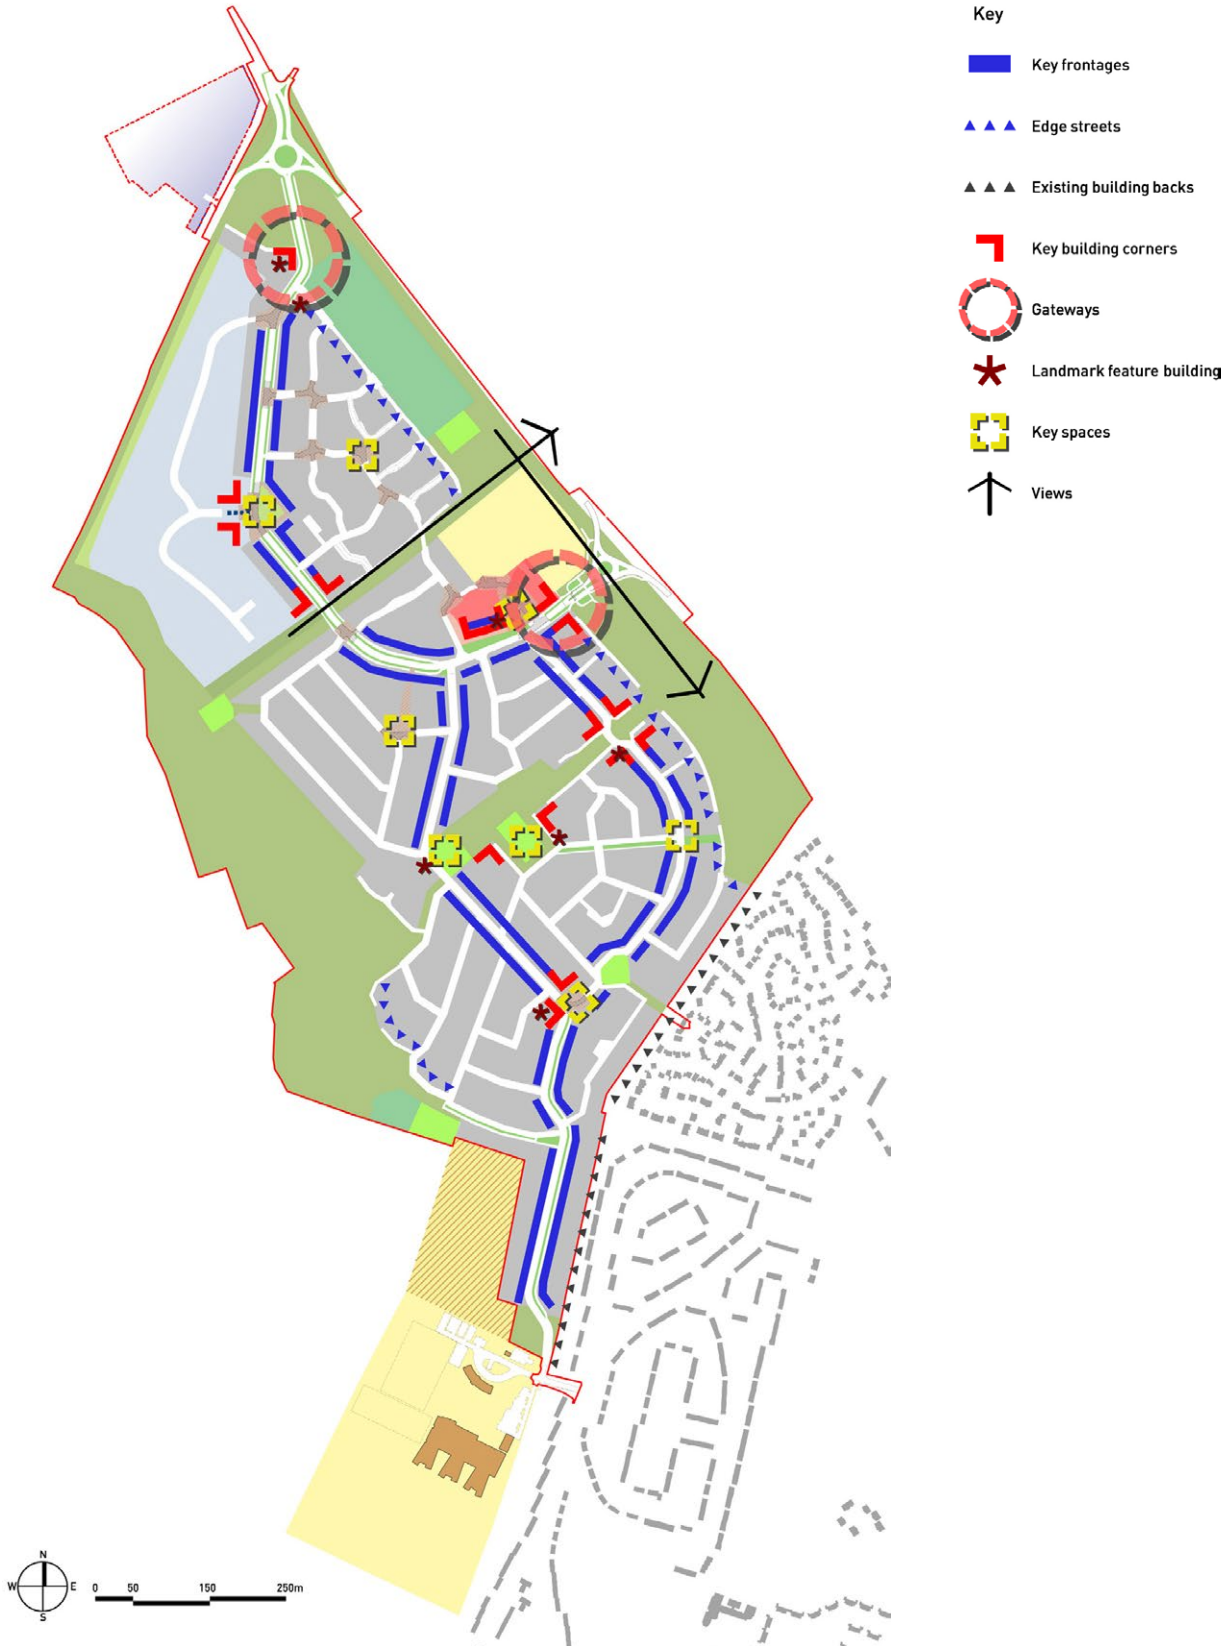 Key
Key frontages
Edge streets
Existing building backs
Key building corners
Gateways
Landmark feature building
Key spaces
Views
N
W E
S
0 50 150 250m